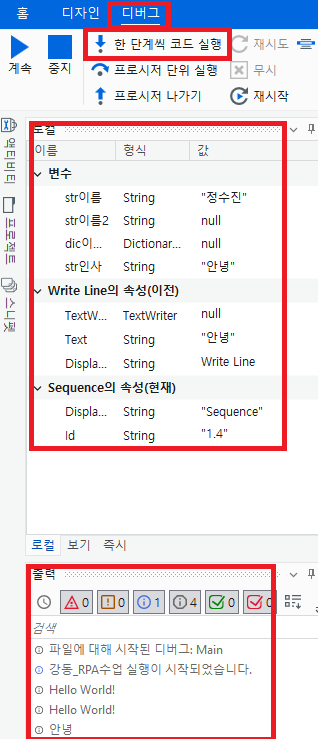 홈 디자인 디버그
계속
중지
한 단계씩 코드 실행
프로시저 단위 실행
프로시저 나가기
재시도
무시
재시작
액티비티
프로젝트
스니펫
로컬
이름 형식 값
변수
str이름 String "정수진"
str이름2 String null
dic이... Dictionar... null
str인사 String "안녕"
Write Line의 속성(이전)
TextW... TextWriter null
Text String "안녕"
Displa... String Write Line
Sequence의 속성(현재)
Displa... String "Sequence"
Id String "1.4"
로컬 보기 즉시
출력
0 0 1 4 0 0
검색
파일에 대해 시작된 디버그: Main
강동_RPA수업 실행이 시작되었습니다.
Hello World!
Hello World!
안녕